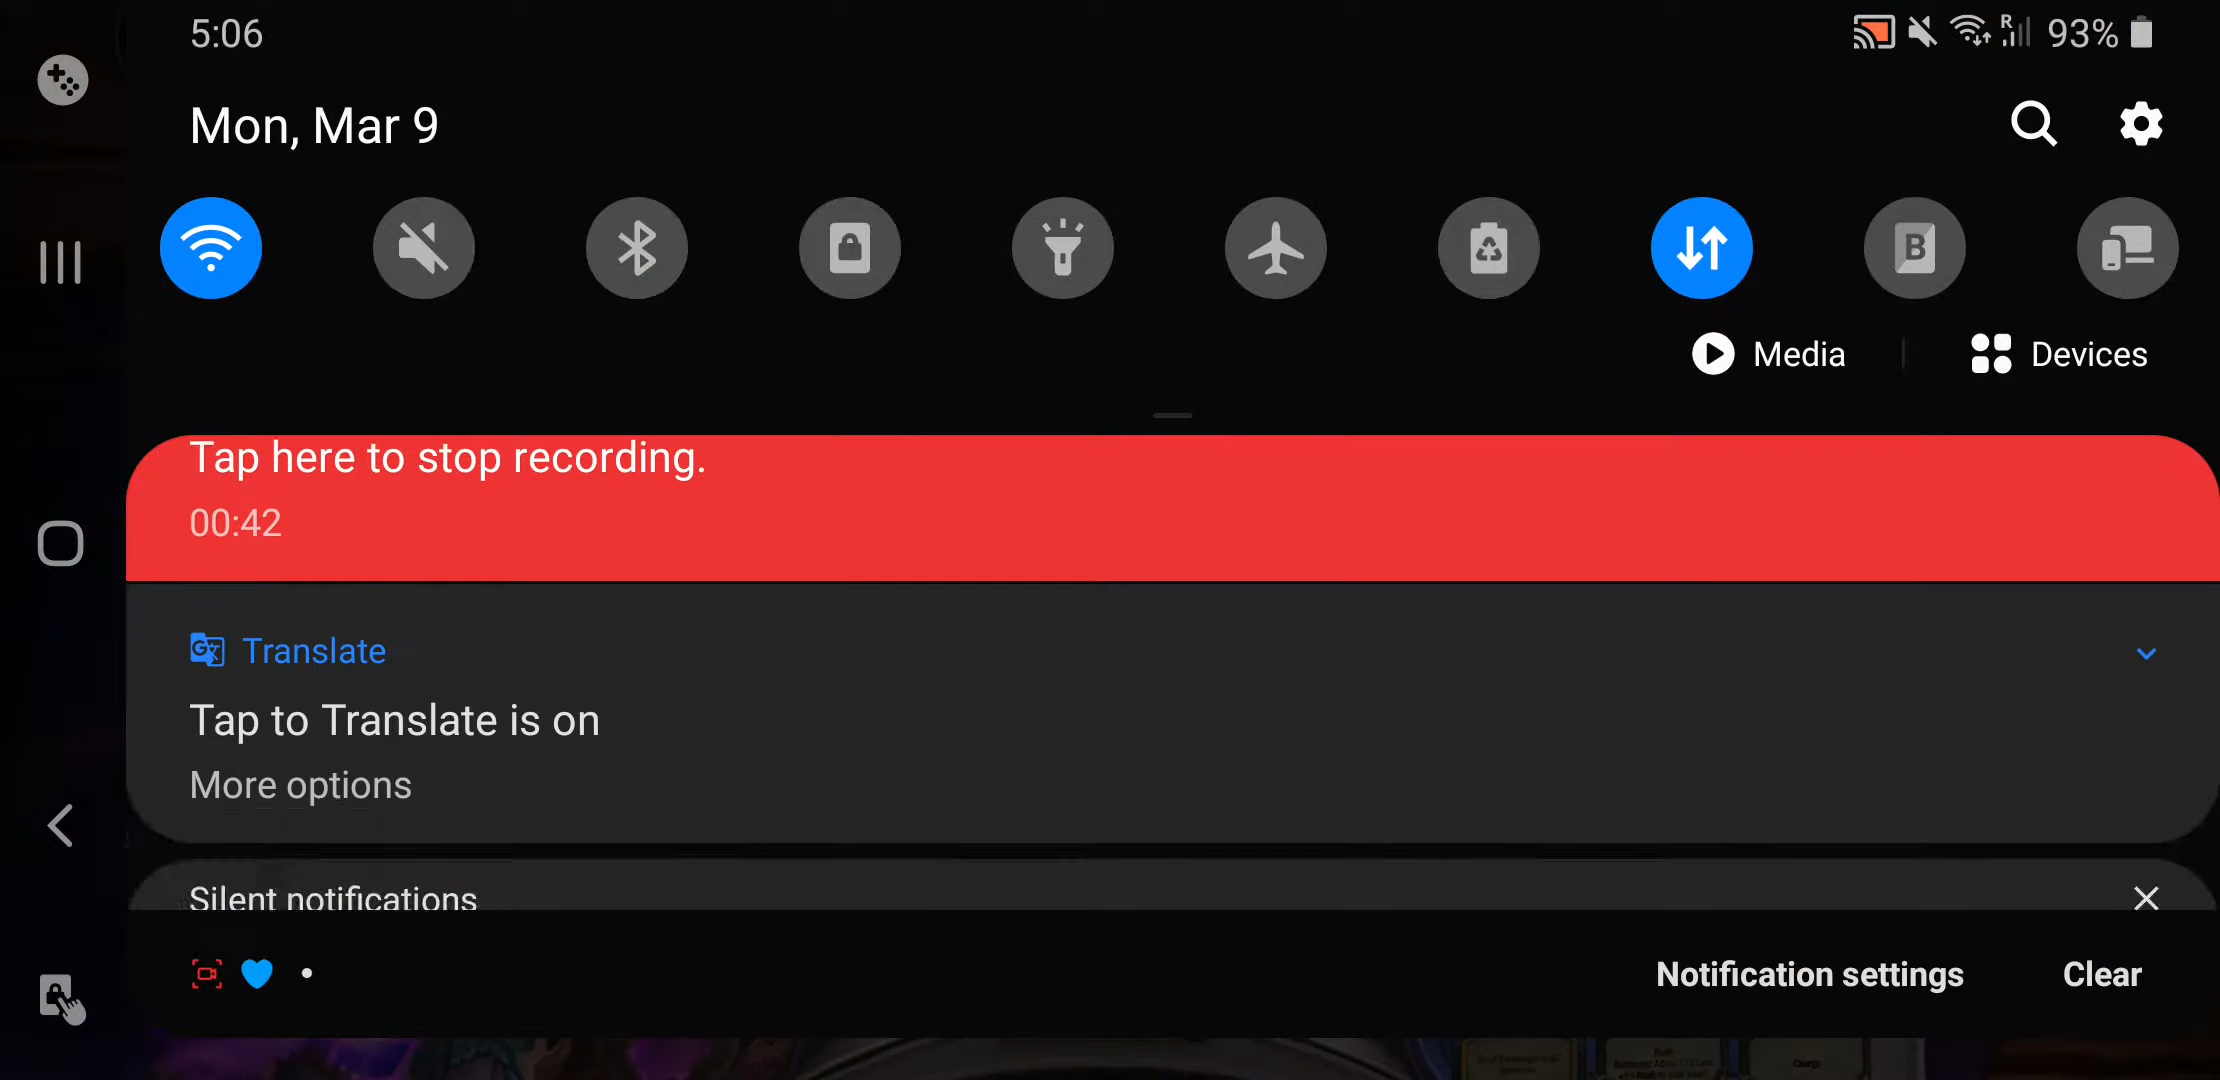 5:06
R
93%
Mon, Mar 9
B
Media
Devices
Tap here to stop recording.
00:42
Translate
Tap to Translate is on
More options
Silent notifications
Notification settings
Clear